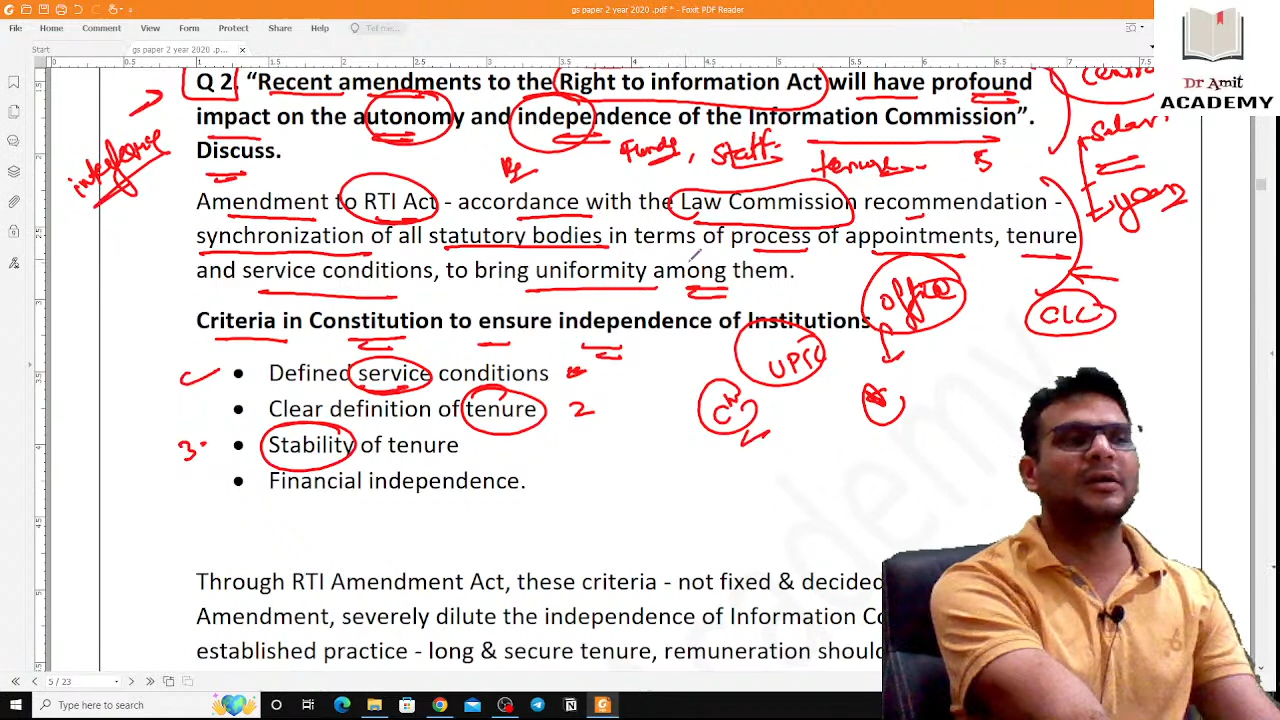 gs paper 2 year 2020 .pdf * - Foxit PDF Reader
File Home Comment View Form Protect Share Help Tell me...
Start gs paper 2 year 2020 .p...
Dr Amit
ACADEMY
Q 2. “Recent amendments to the Right to information Act will have profound
impact on the autonomy and independence of the Information Commission”.
Discuss.
Funds, Staff
tenure 5
Salary
Amendment to RTI Act - accordance with the Law Commission recommendation -
synchronization of all statutory bodies in terms of process of appointments, tenure
and service conditions, to bring uniformity among them.
office
Criteria in Constitution to ensure independence of Institutions
UPSC
• Defined service conditions
• Clear definition of tenure 2
3 • Stability of tenure
• Financial independence.
Through RTI Amendment Act, these criteria - not fixed & decided
Amendment, severely dilute the independence of Information Co
established practice - long & secure tenure, remuneration should
5 / 23
Type here to search